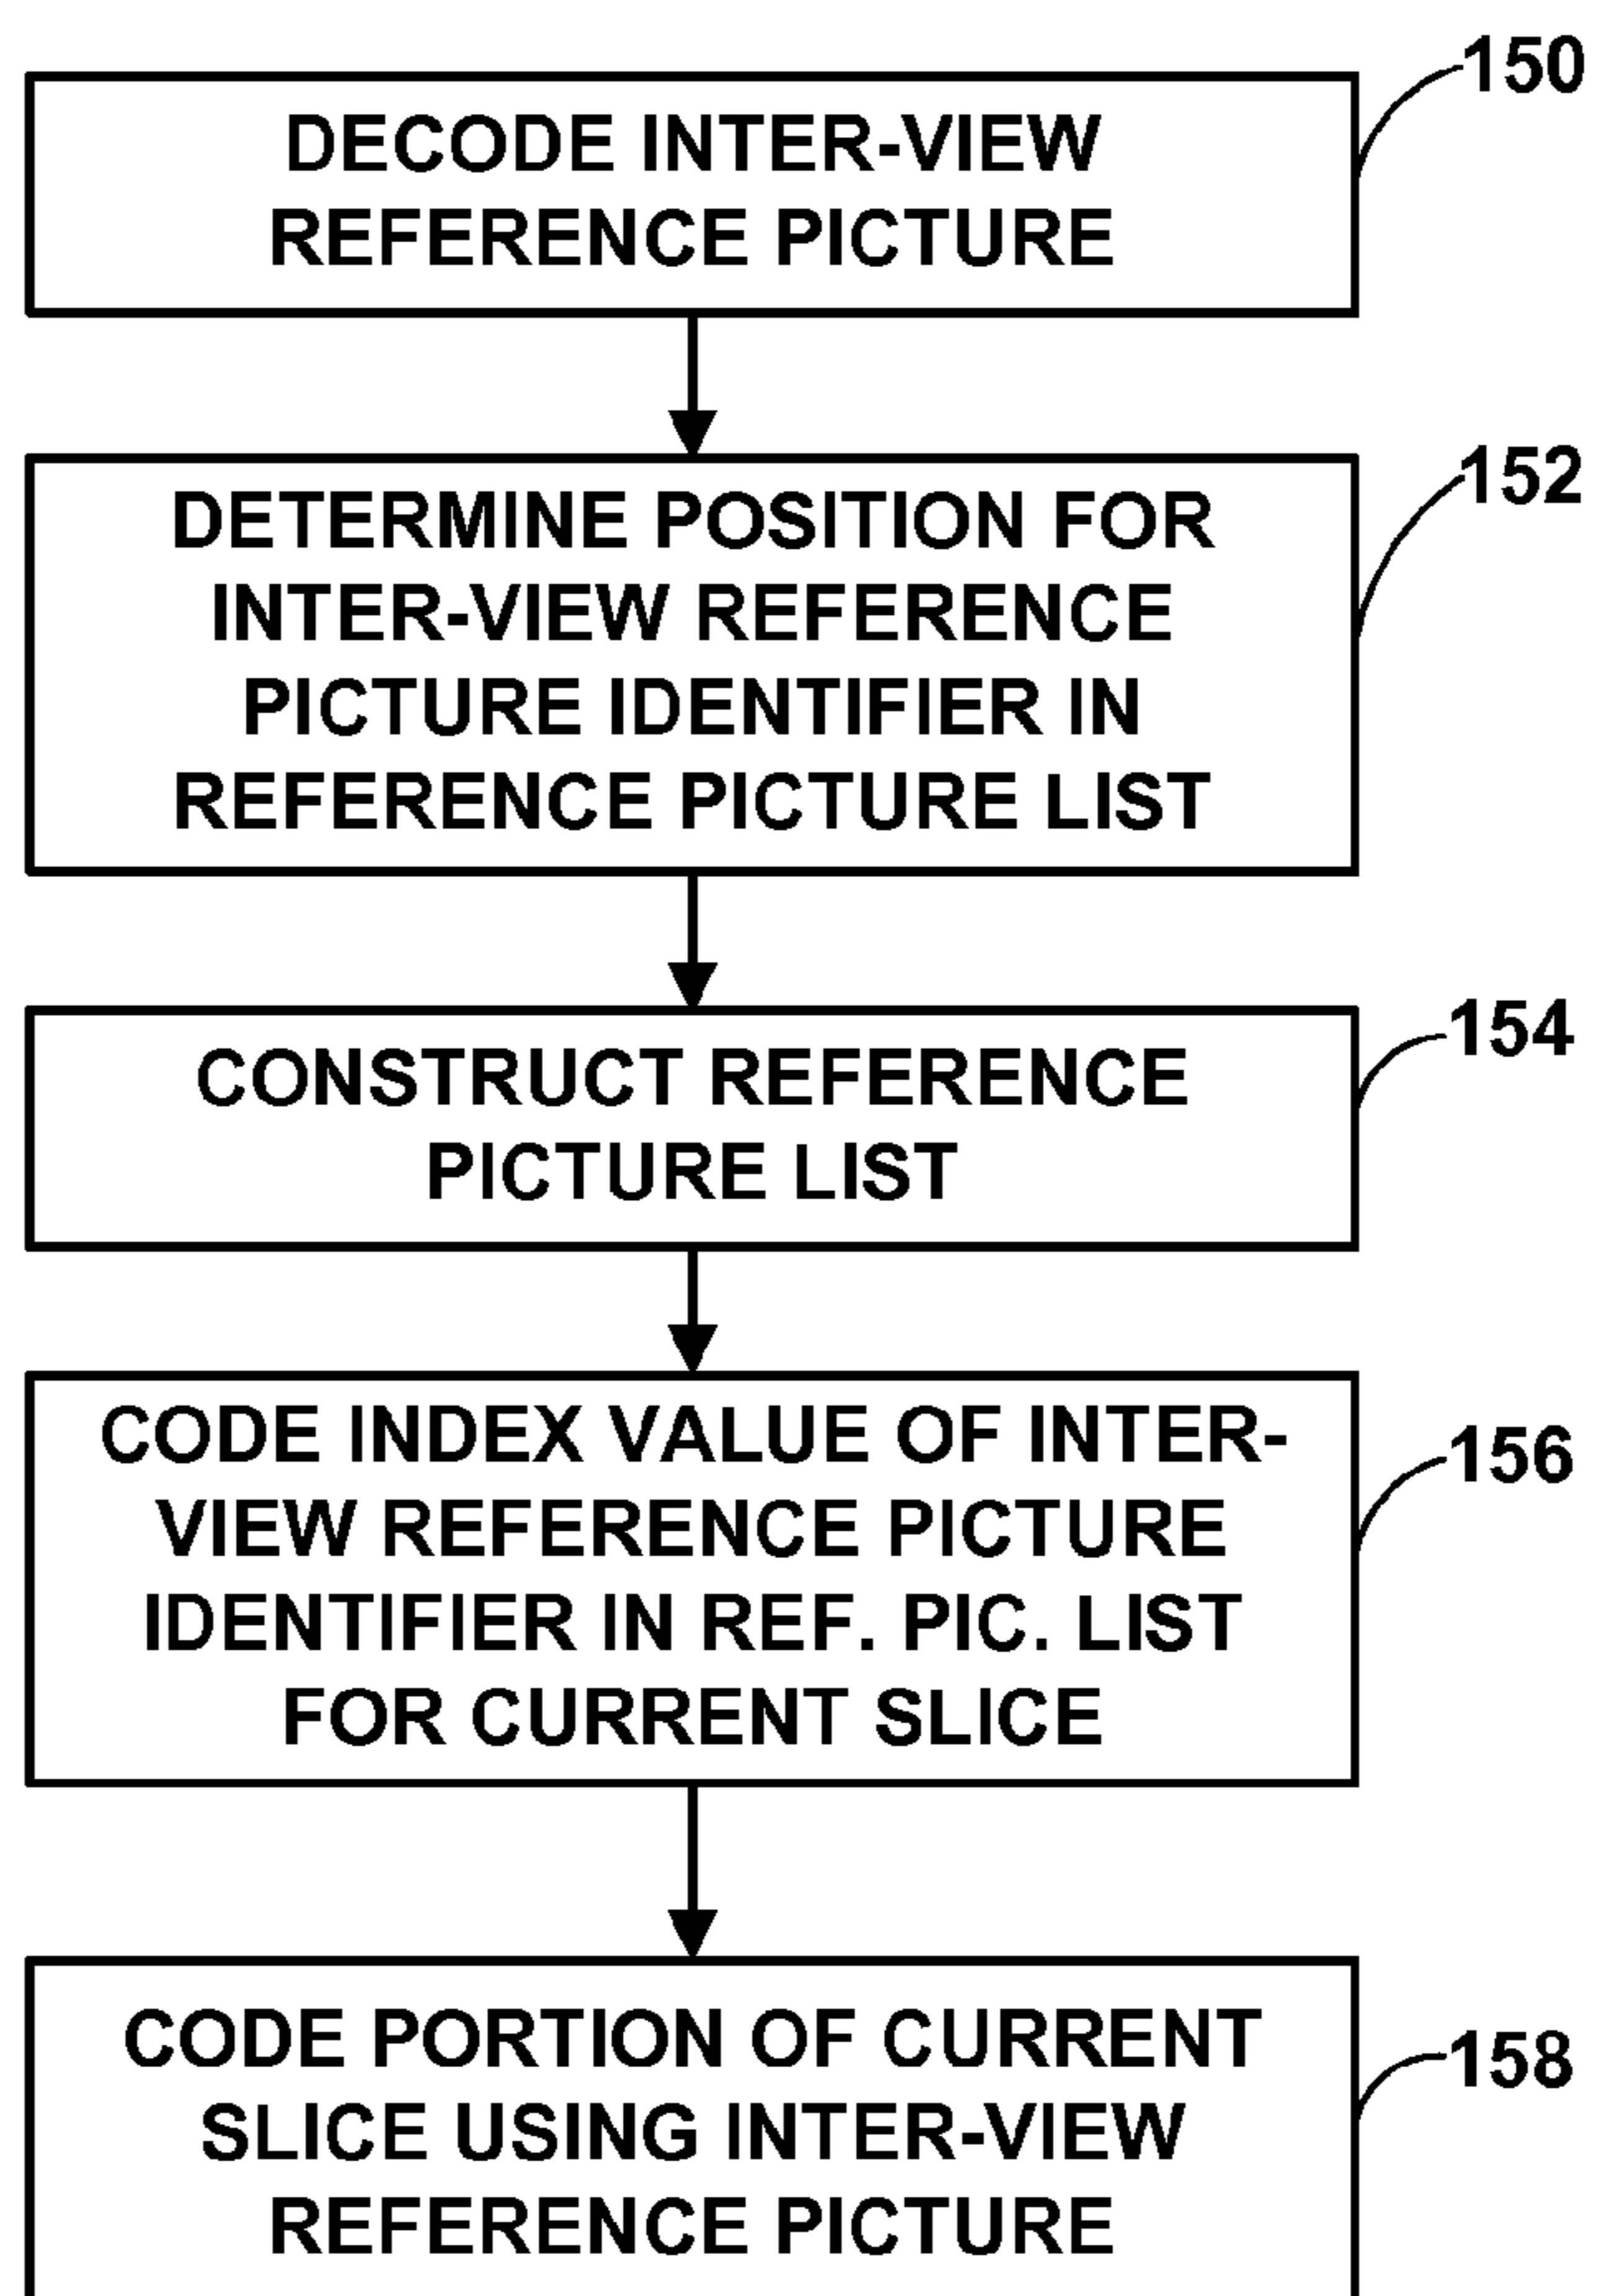 150
DECODE INTER-VIEW
REFERENCE PICTURE
152
DETERMINE POSITION FOR
INTER-VIEW REFERENCE
PICTURE IDENTIFIER IN
REFERENCE PICTURE LIST
154
CONSTRUCT REFERENCE
PICTURE LIST
156
CODE INDEX VALUE OF INTER-
VIEW REFERENCE PICTURE
IDENTIFIER IN REF. PIC. LIST
FOR CURRENT SLICE
158
CODE PORTION OF CURRENT
SLICE USING INTER-VIEW
REFERENCE PICTURE